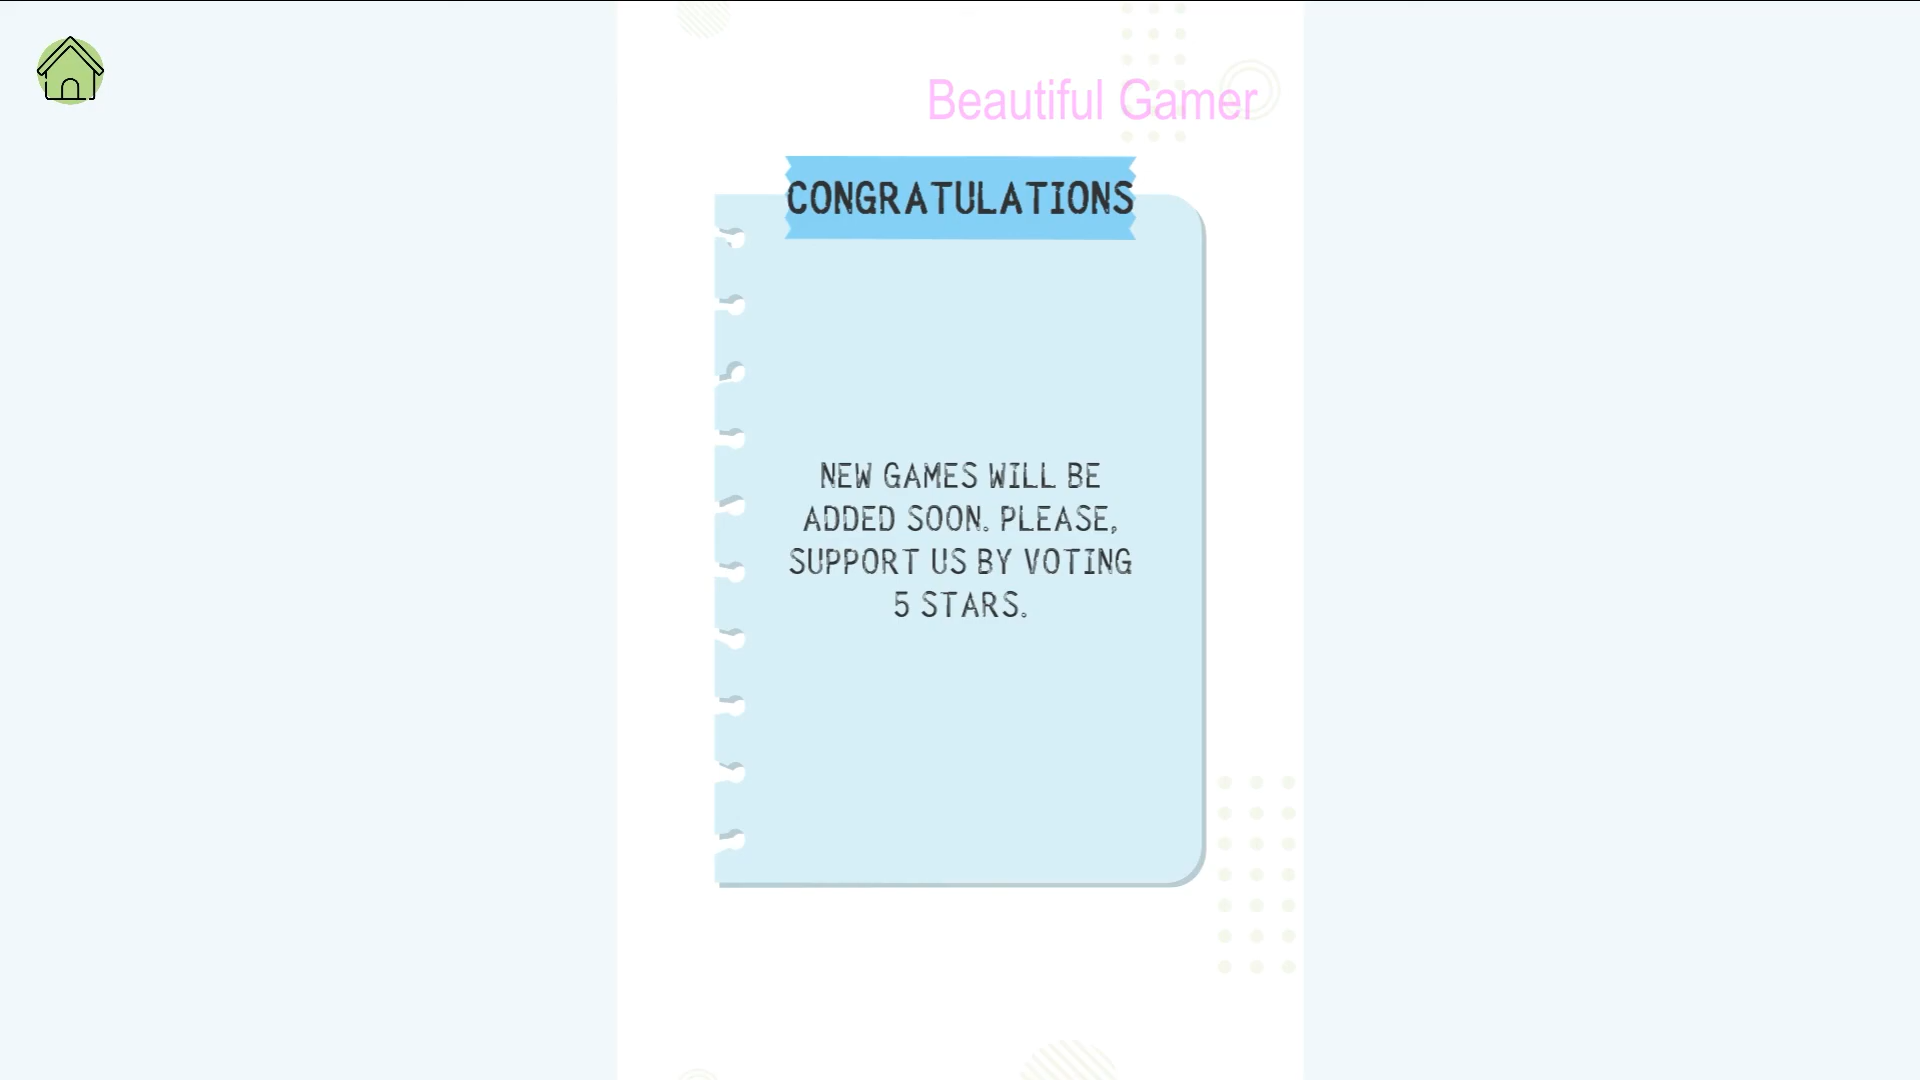 Beautiful Gamer
CONGRATULATIONS
NEW GAMES WILL BE
ADDED SOON. PLEASE,
SUPPORT US BY VOTING
5 STARS.